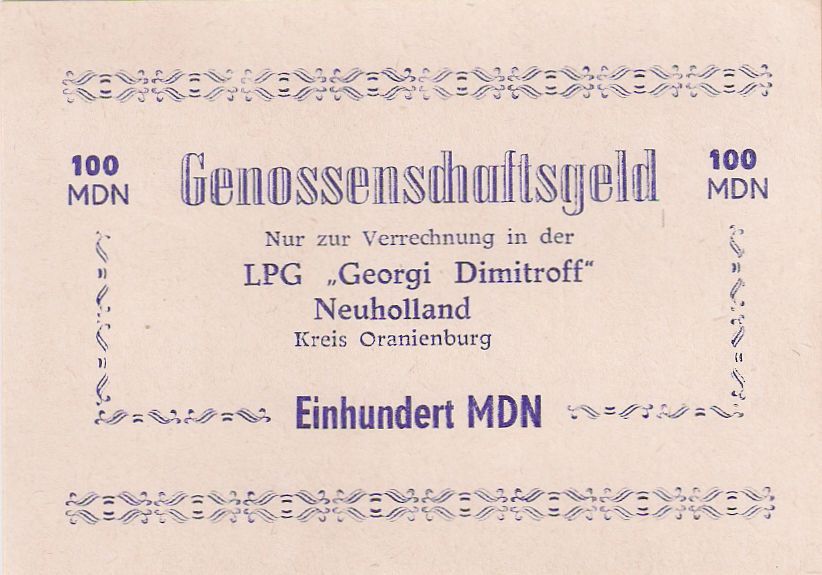 100 MDN
Genossenschaftsgeld
100 MDN
Nur zur Verrechnung in der
LPG „Georgi Dimitroff“
Neuholland
Kreis Oranienburg
Einhundert MDN